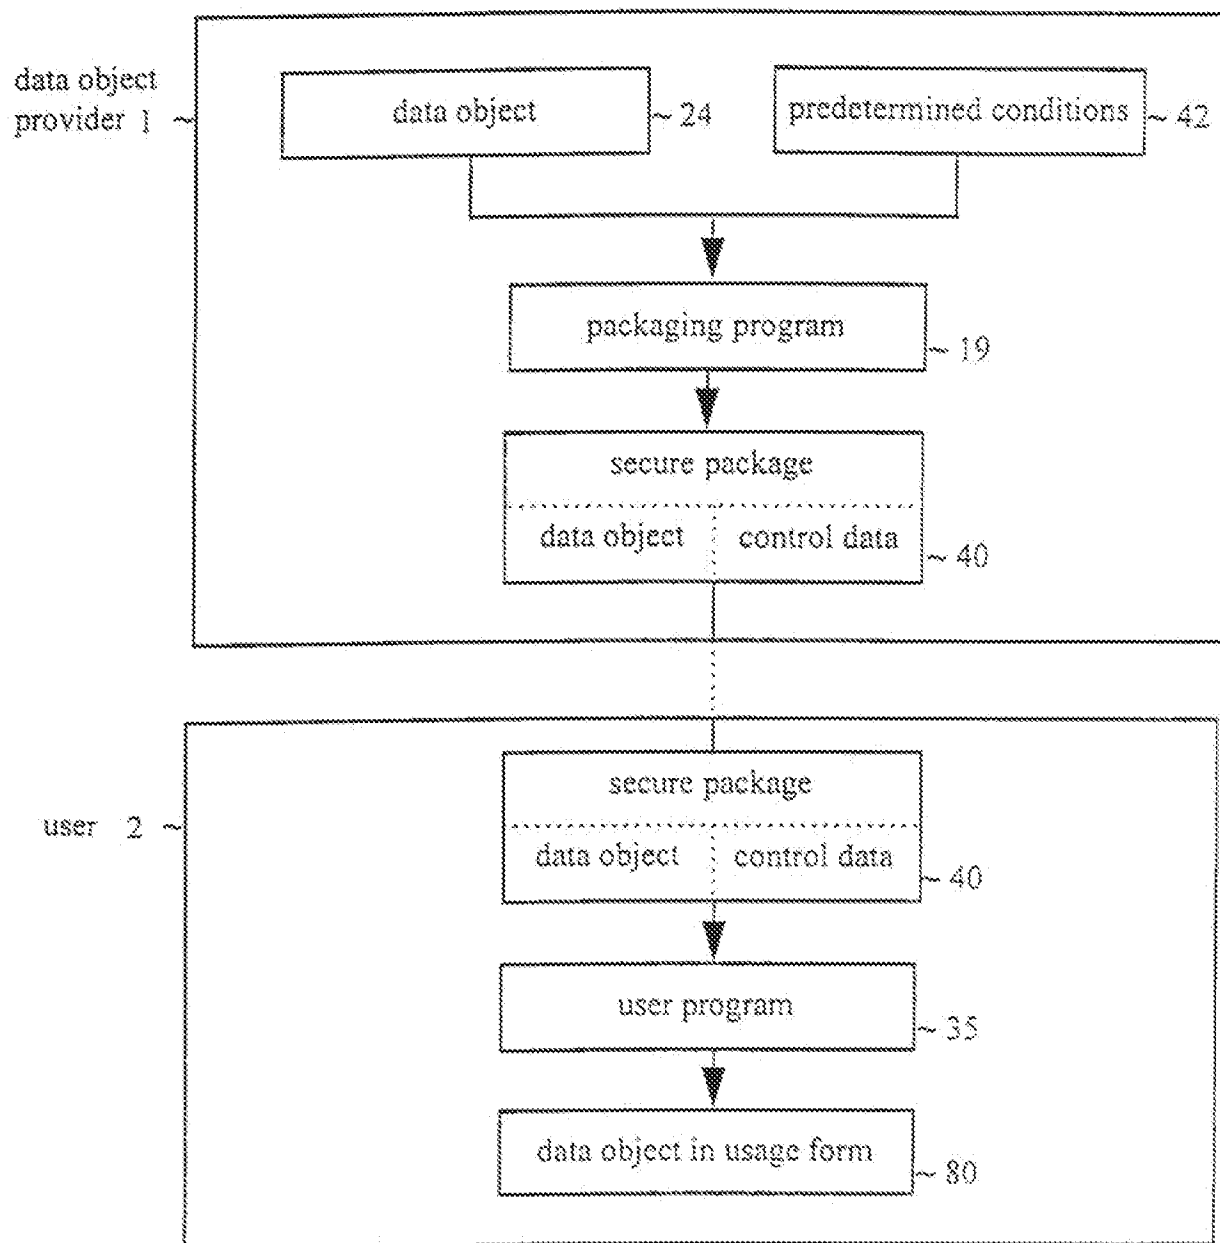 data object
provider 1 ~
data object ~ 24
predetermined conditions ~ 42
packaging program ~ 19
secure package
data object control data ~ 40
user 2 ~
secure package
data object control data ~ 40
user program ~ 35
data object in usage form ~ 80